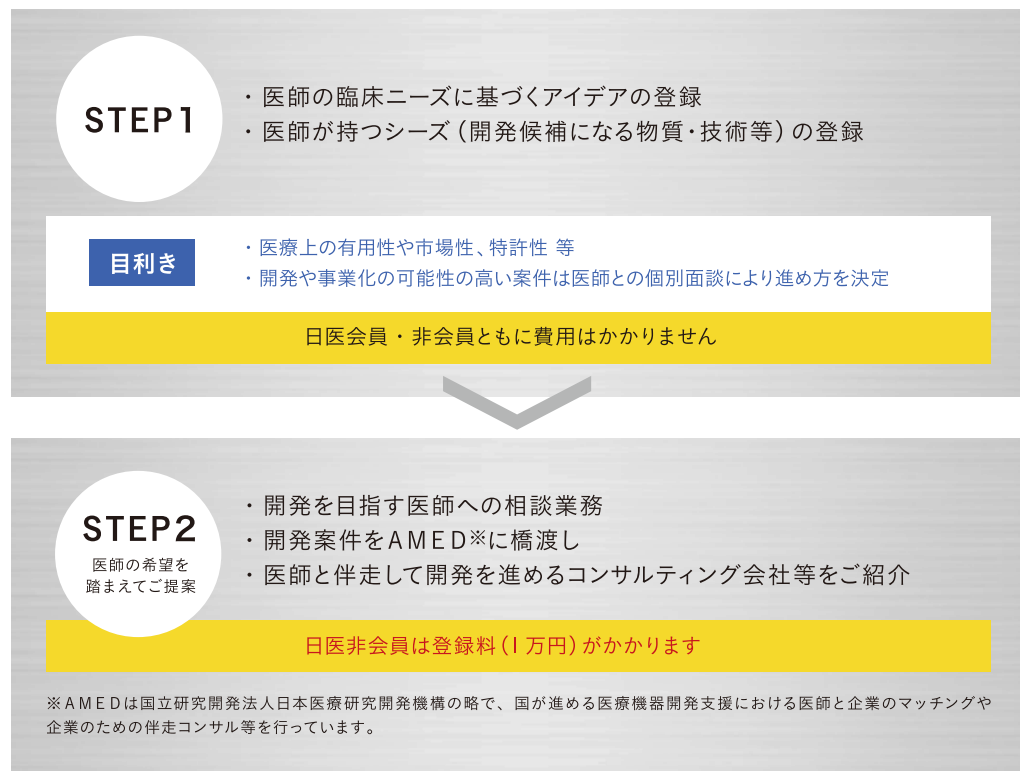 STEP1
・医師の臨床ニーズに基づくアイデアの登録
・医師が持つシーズ（開発候補になる物質・技術等）の登録
目利き
・医療上の有用性や市場性、特許性 等
・開発や事業化の可能性の高い案件は医師との個別面談により進め方を決定
日医会員・非会員ともに費用はかかりません
STEP2
医師の希望を
踏まえてご提案
・開発を目指す医師への相談業務
・開発案件をAMED※に橋渡し
・医師と伴走して開発を進めるコンサルティング会社等をご紹介
日医非会員は登録料（1万円）がかかります
※AMEDは国立研究開発法人日本医療研究開発機構の略で、国が進める医療機器開発支援における医師と企業のマッチングや
企業のための伴走コンサル等を行っています。